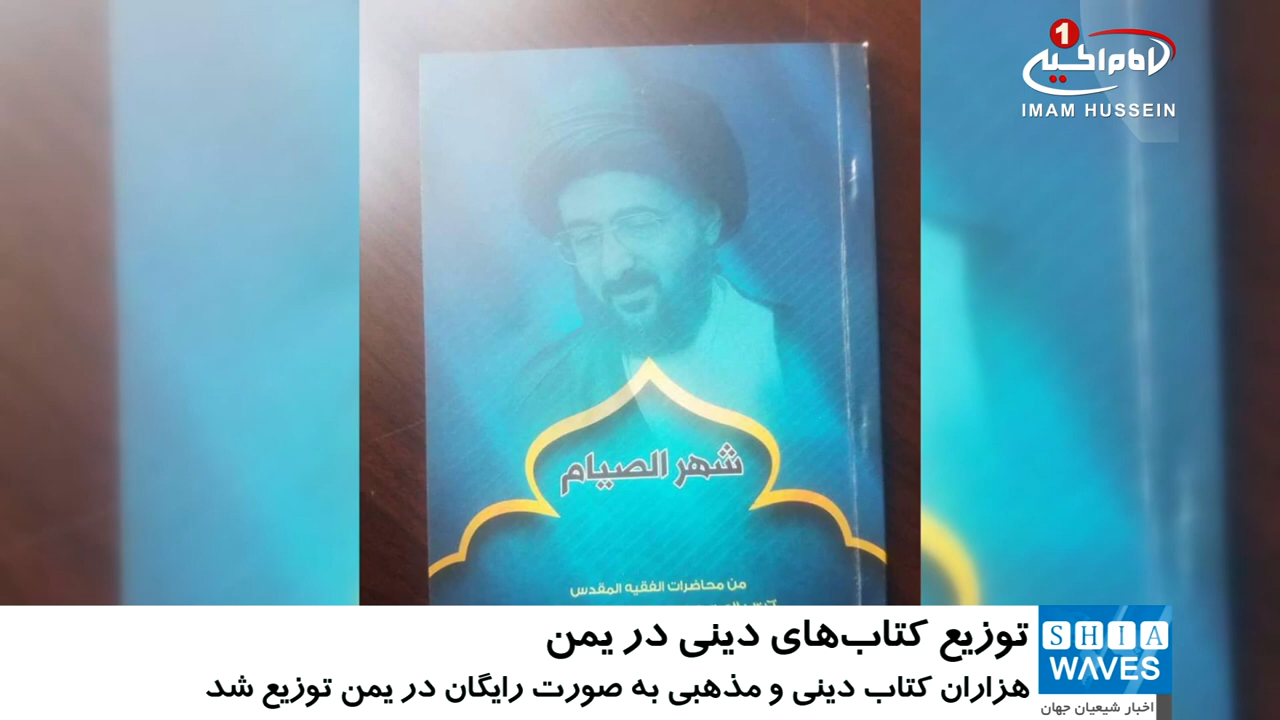 1
IMAM HUSSEIN
شهر الصيام
من محاضرات الفقيه المقدس
توزیع کتاب‌های دینی در یمن
هزاران کتاب دینی و مذهبی به صورت رایگان در یمن توزیع شد
SHIA
WAVES
اخبار شیعیان جهان